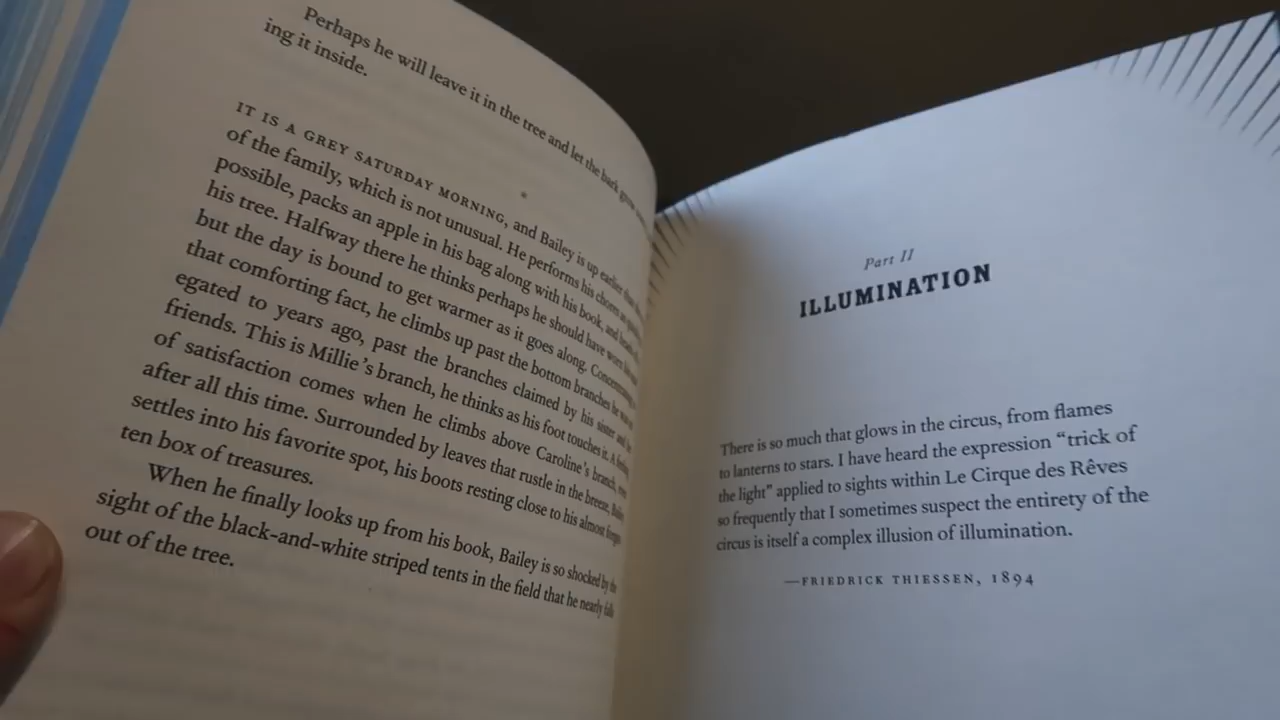 Perhaps he will leave it in the tree and let the bark grow
ing it inside.
IT IS A GREY SATURDAY MORNING, and Bailey is up earlier than
of the family, which is not unusual. He performs his chores as
possible, packs an apple in his bag along with his book, and
his tree. Halfway there he thinks perhaps he should have
but the day is bound to get warmer as it goes along.
that comforting fact, he climbs up past the bottom branches he
egated to years ago, past the branches claimed by his sister and
friends. This is Millie's branch, he thinks as his foot touches it. A
of satisfaction comes when he climbs above Caroline's branch,
after all this time. Surrounded by leaves that rustle in the breeze, Bailey
settles into his favorite spot, his boots resting close to his almost
ten box of treasures.
When he finally looks up from his book, Bailey is so shocked by the
sight of the black-and-white striped tents in the field that he nearly falls
out of the tree.
Part II
ILLUMINATION
There is so much that glows in the circus, from flames
to lanterns to stars. I have heard the expression “trick of
the light” applied to sights within Le Cirque des Rêves
so frequently that I sometimes suspect the entirety of the
circus is itself a complex illusion of illumination.
—FRIEDRICK THIESSEN, 1894